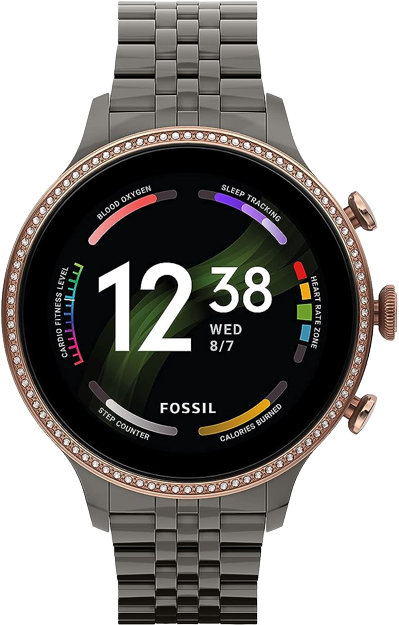 BLOOD OXYGEN
SLEEP TRACKING
CARDIO FITNESS LEVEL
12 38
WED
8/7
HEART RATE ZONE
FOSSIL
STEP COUNTER
CALORIES BURNED